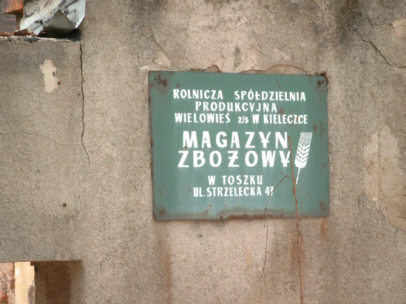 ROLNICZA SPÓŁDZIELNIA
PRODUKCYJNA
WIELOWIEŚ z/s W KIELECZCE
MAGAZYN
ZBOŻOWY
W TOSZKU
UL. STRZELECKA 47